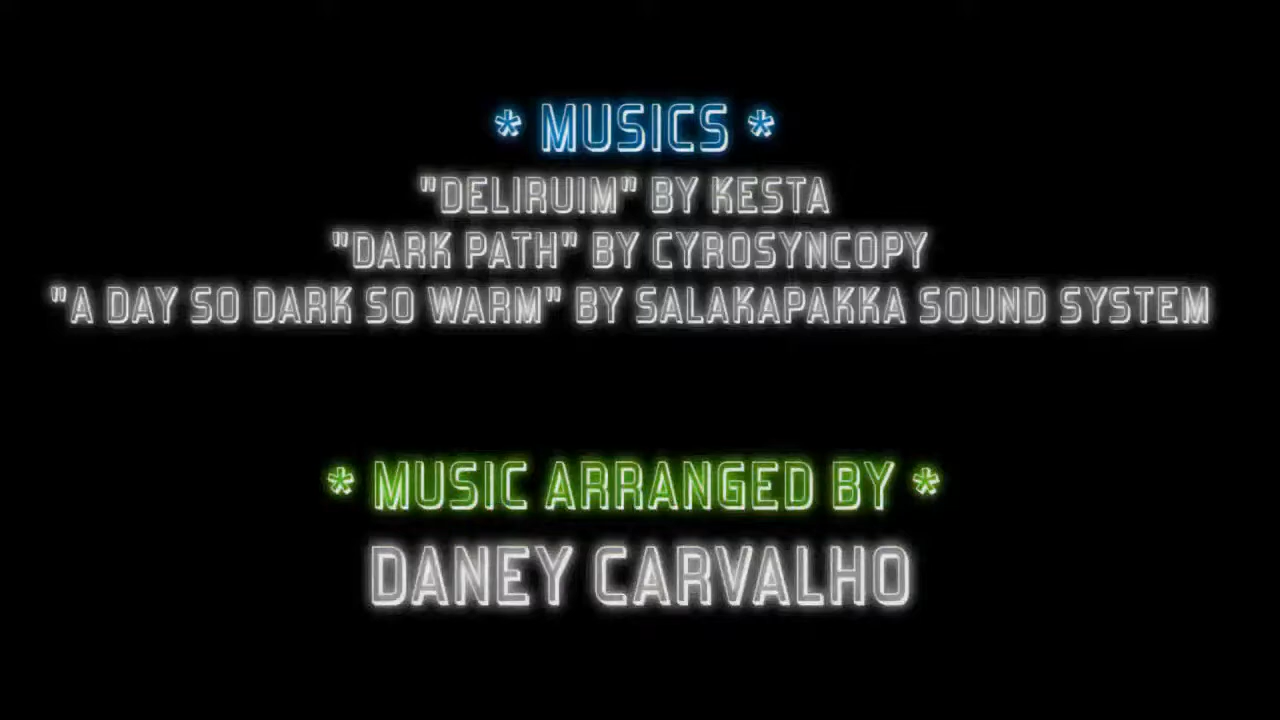 * MUSICS *
"DELIRUIM" BY KESTA
"DARK PATH" BY CYROSYNCOPY
"A DAY SO DARK SO WARM" BY SALAKAPAKKA SOUND SYSTEM
* MUSIC ARRANGED BY *
DANEY CARVALHO